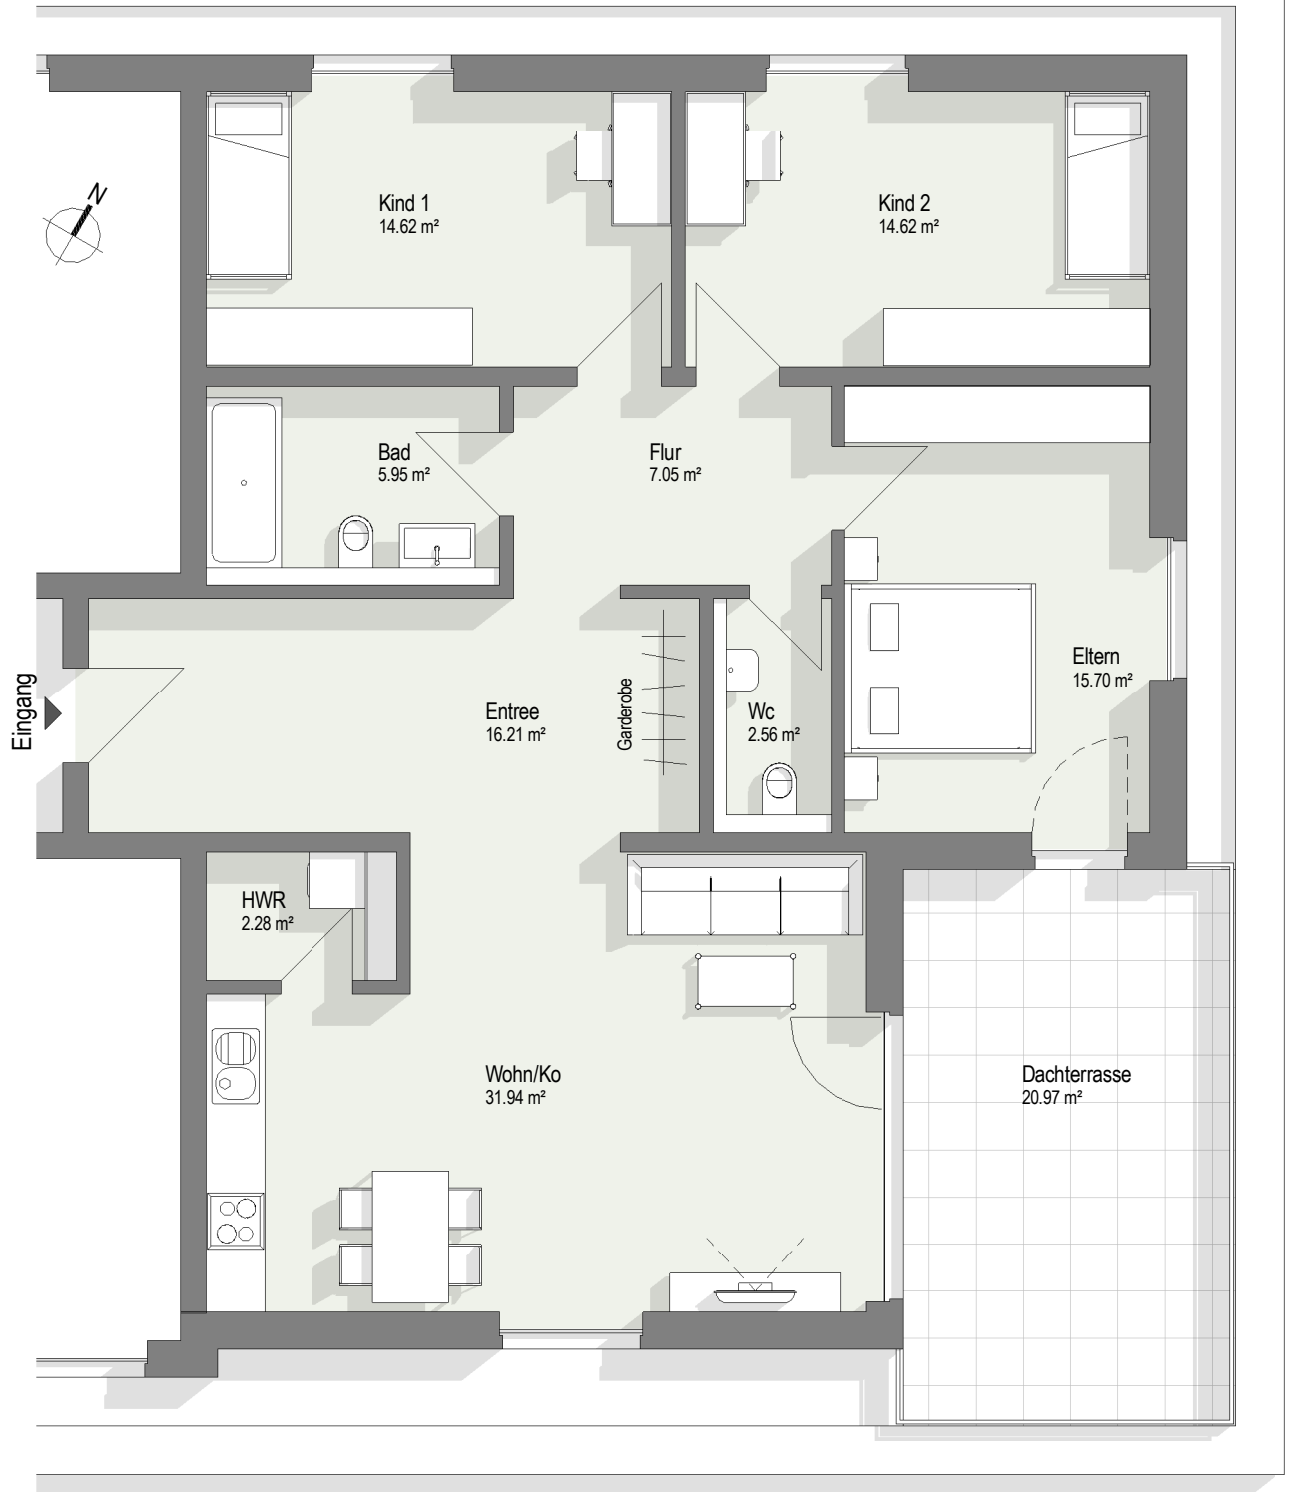 N
Kind 1
14.62 m²
Kind 2
14.62 m²
Bad
5.95 m²
Flur
7.05 m²
Eltern
15.70 m²
Eingang
Entree
16.21 m²
Garderobe
Wc
2.56 m²
HWR
2.28 m²
Wohn/Ko
31.94 m²
Dachterrasse
20.97 m²